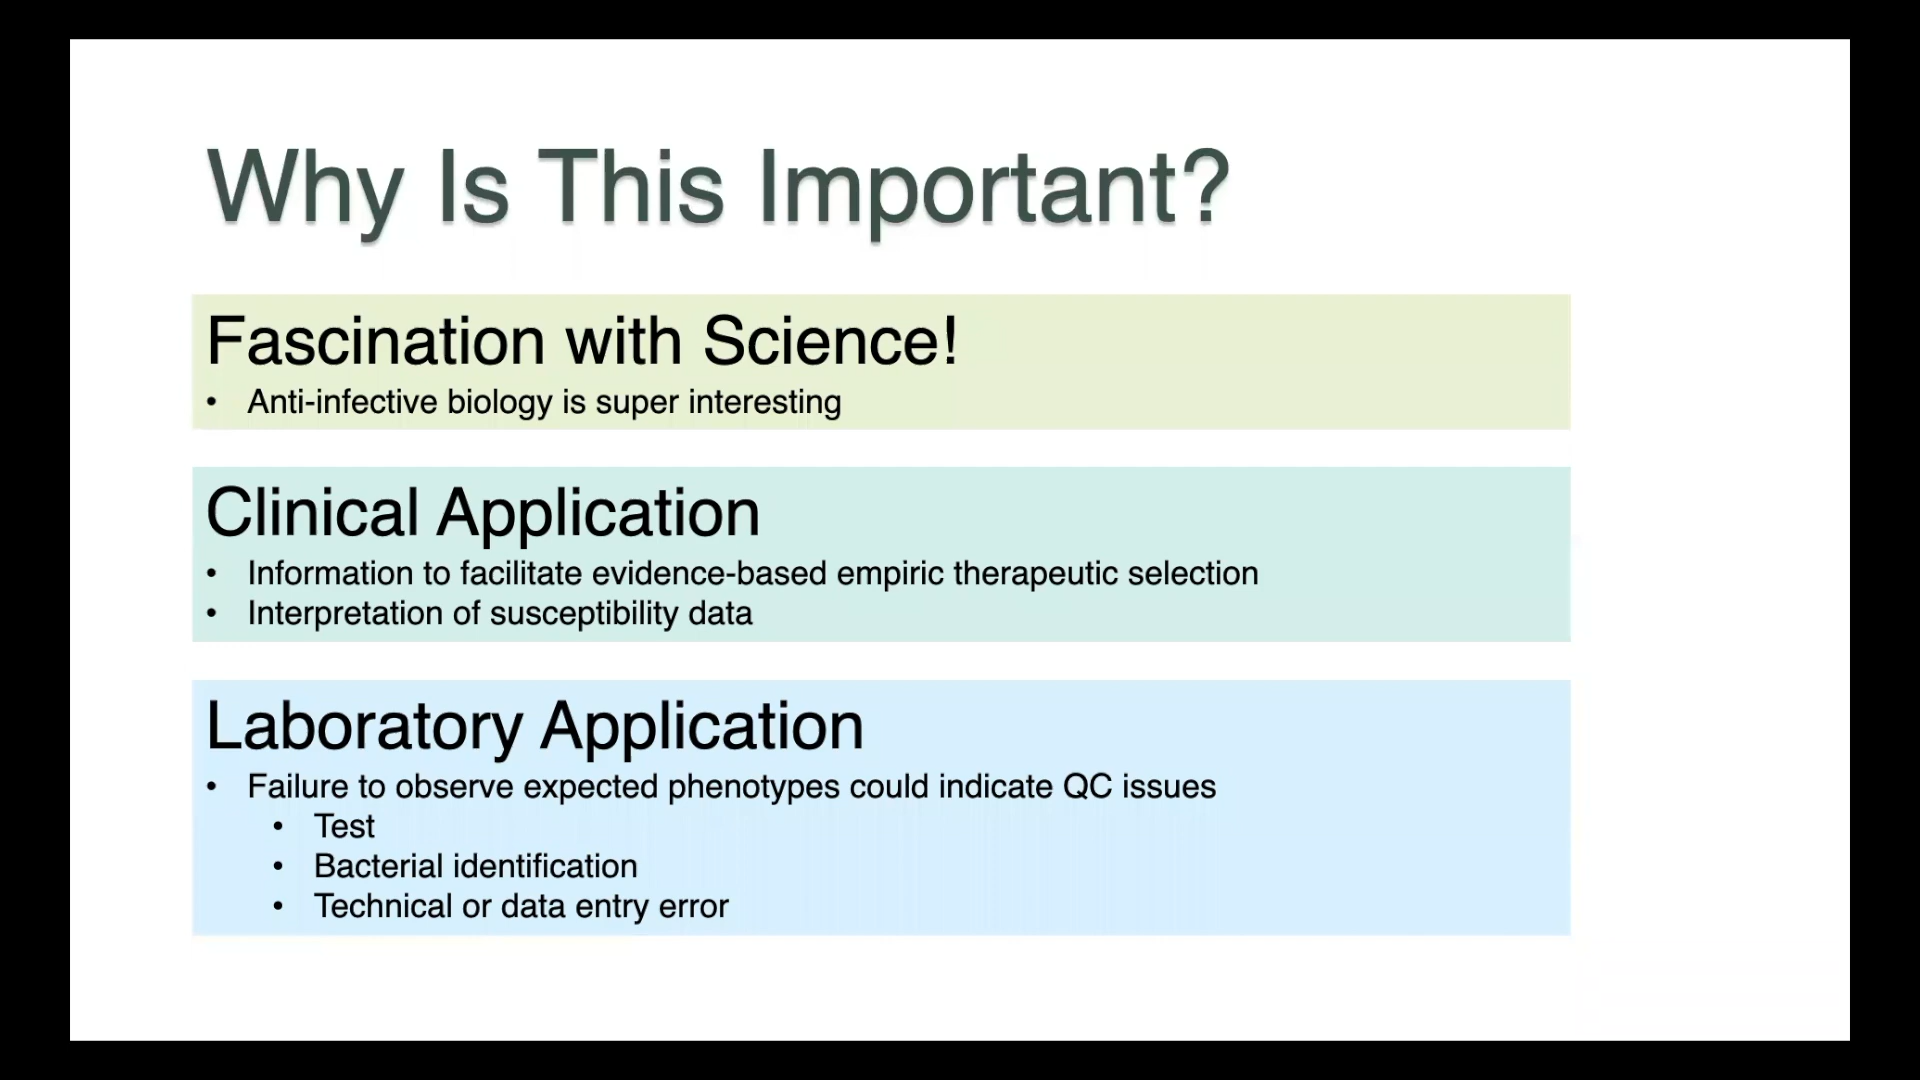 Why Is This Important?
Fascination with Science!
• Anti-infective biology is super interesting
Clinical Application
• Information to facilitate evidence-based empiric therapeutic selection
• Interpretation of susceptibility data
Laboratory Application
• Failure to observe expected phenotypes could indicate QC issues
• Test
• Bacterial identification
• Technical or data entry error